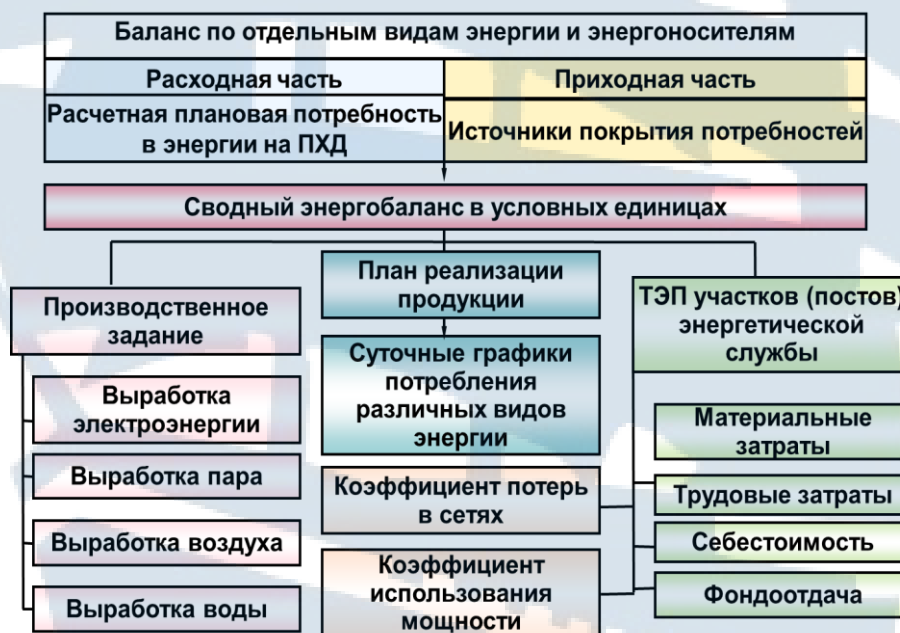 Баланс по отдельным видам энергии и энергоносителям
Расходная часть
Приходная часть
Расчетная плановая потребность
в энергии на ПХД
Источники покрытия потребностей
Сводный энергобаланс в условных единицах
Производственное
задание
Выработка
электроэнергии
Выработка пара
Выработка воздуха
Выработка воды
План реализации
продукции
Суточные графики
потребления
различных видов
энергии
Коэффициент потерь
в сетях
Коэффициент
использования
мощности
ТЭП участков (постов)
энергетической
службы
Материальные
затраты
Трудовые затраты
Себестоимость
Фондоотдача